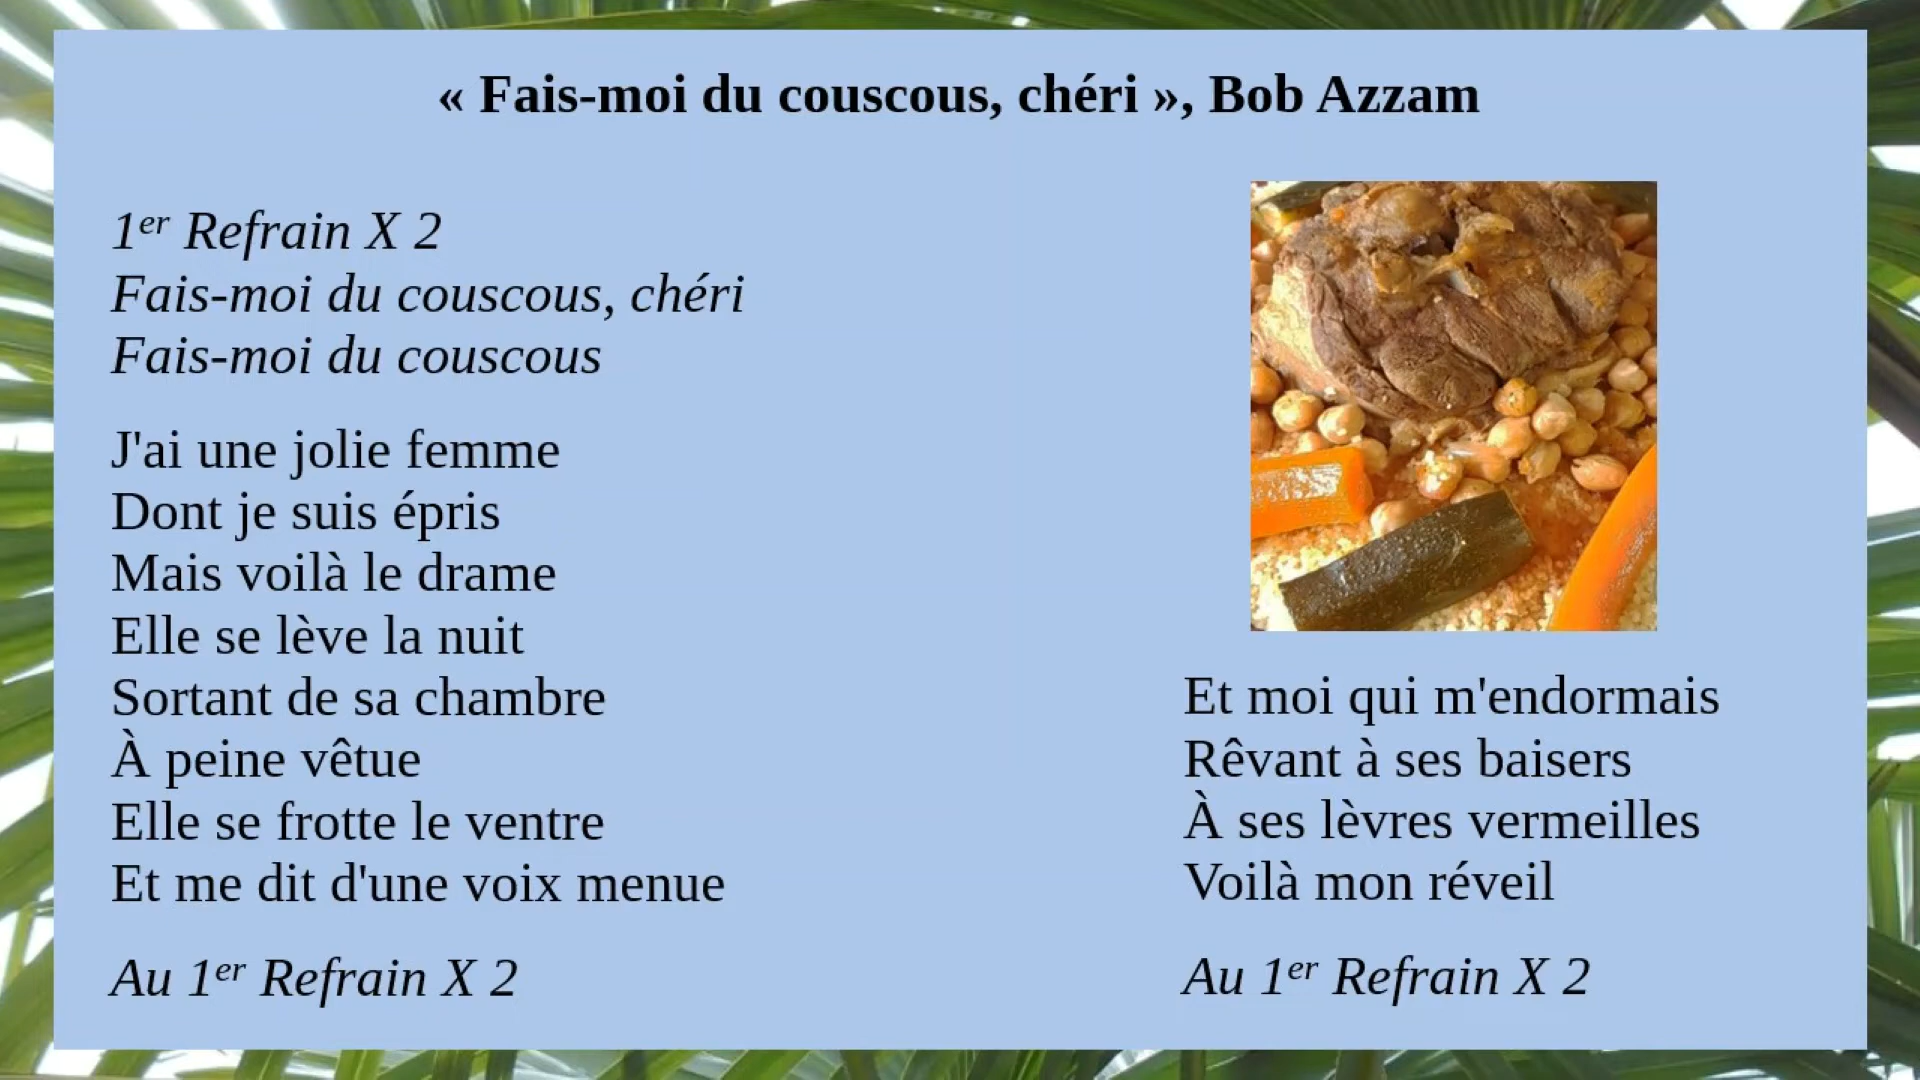 « Fais-moi du couscous, chéri », Bob Azzam
1er Refrain X 2
Fais-moi du couscous, chéri
Fais-moi du couscous
J'ai une jolie femme
Dont je suis épris
Mais voilà le drame
Elle se lève la nuit
Sortant de sa chambre
À peine vêtue
Elle se frotte le ventre
Et me dit d'une voix menue
Au 1er Refrain X 2
Et moi qui m'endormais
Rêvant à ses baisers
À ses lèvres vermeilles
Voilà mon réveil
Au 1er Refrain X 2